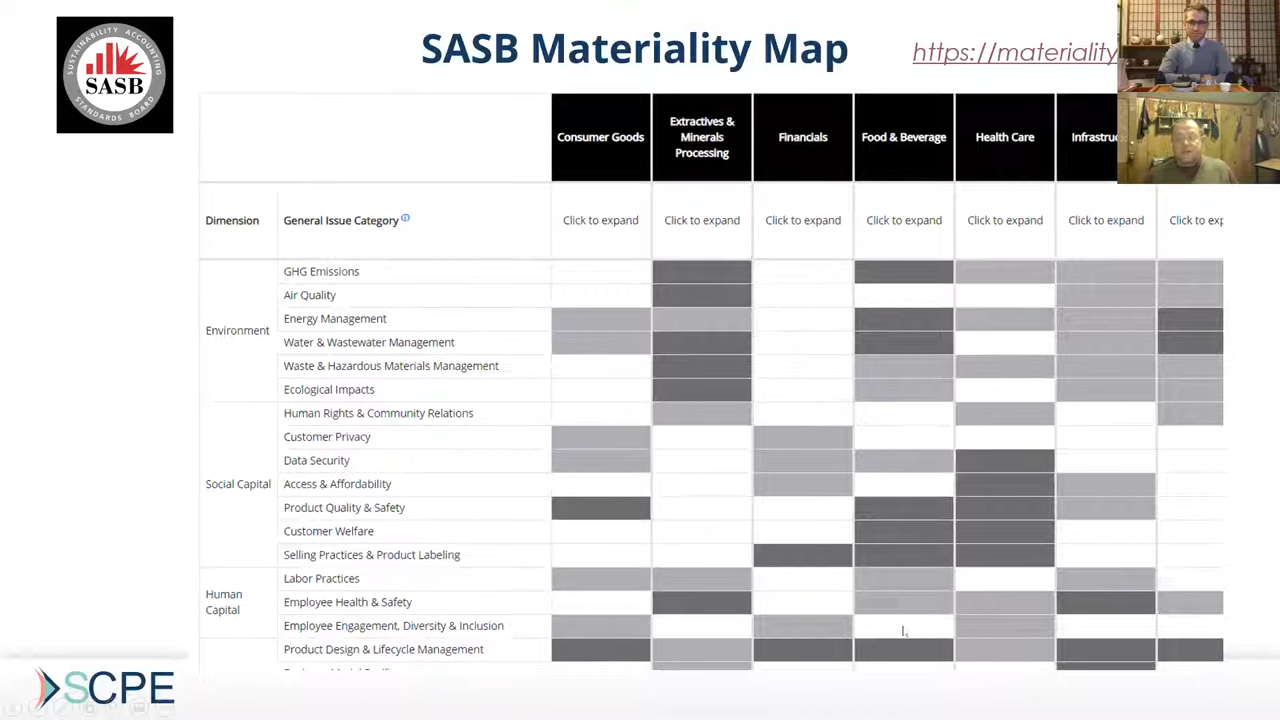 SUSTAINABILITY ACCOUNTING
SASB
STANDARDS BOARD
SASB Materiality Map
https://materiality
Consumer Goods
Extractives &
Minerals
Processing
Financials
Food & Beverage
Health Care
Infrastruc
Dimension
General Issue Category
Click to expand
Click to expand
Click to expand
Click to expand
Click to expand
Click to expand
Click to exp
Environment
GHG Emissions
Air Quality
Energy Management
Water & Wastewater Management
Waste & Hazardous Materials Management
Ecological Impacts
Social Capital
Human Rights & Community Relations
Customer Privacy
Data Security
Access & Affordability
Product Quality & Safety
Customer Welfare
Selling Practices & Product Labeling
Human
Capital
Labor Practices
Employee Health & Safety
Employee Engagement, Diversity & Inclusion
Product Design & Lifecycle Management
SCPE